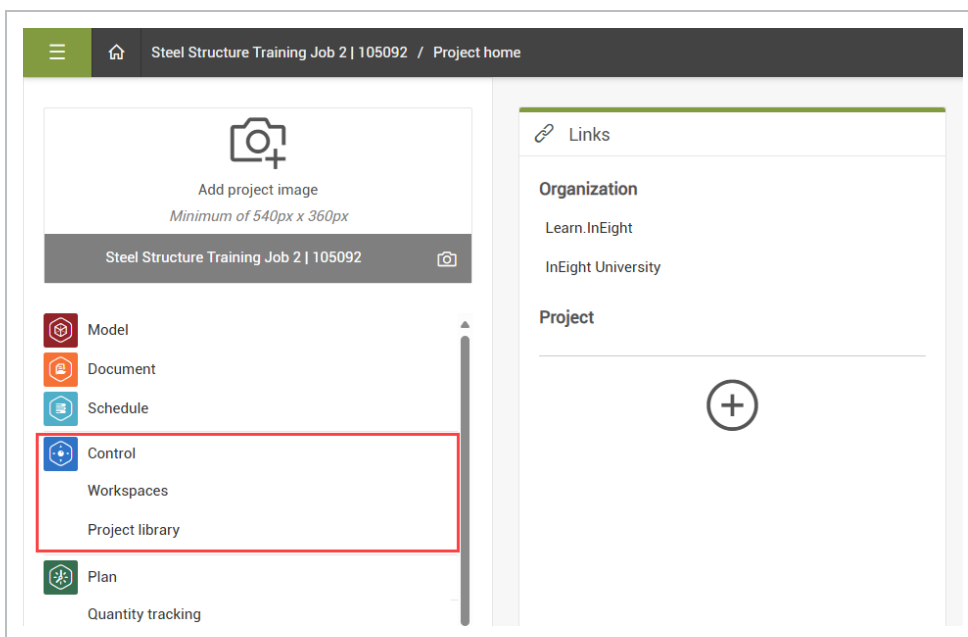 Steel Structure Training Job 2 | 105092 / Project home
Add project image
Minimum of 540px x 360px
Steel Structure Training Job 2 | 105092
Model
Document
Schedule
Control
Workspaces
Project library
Plan
Quantity tracking
Links
Organization
Learn.InEight
InEight University
Project